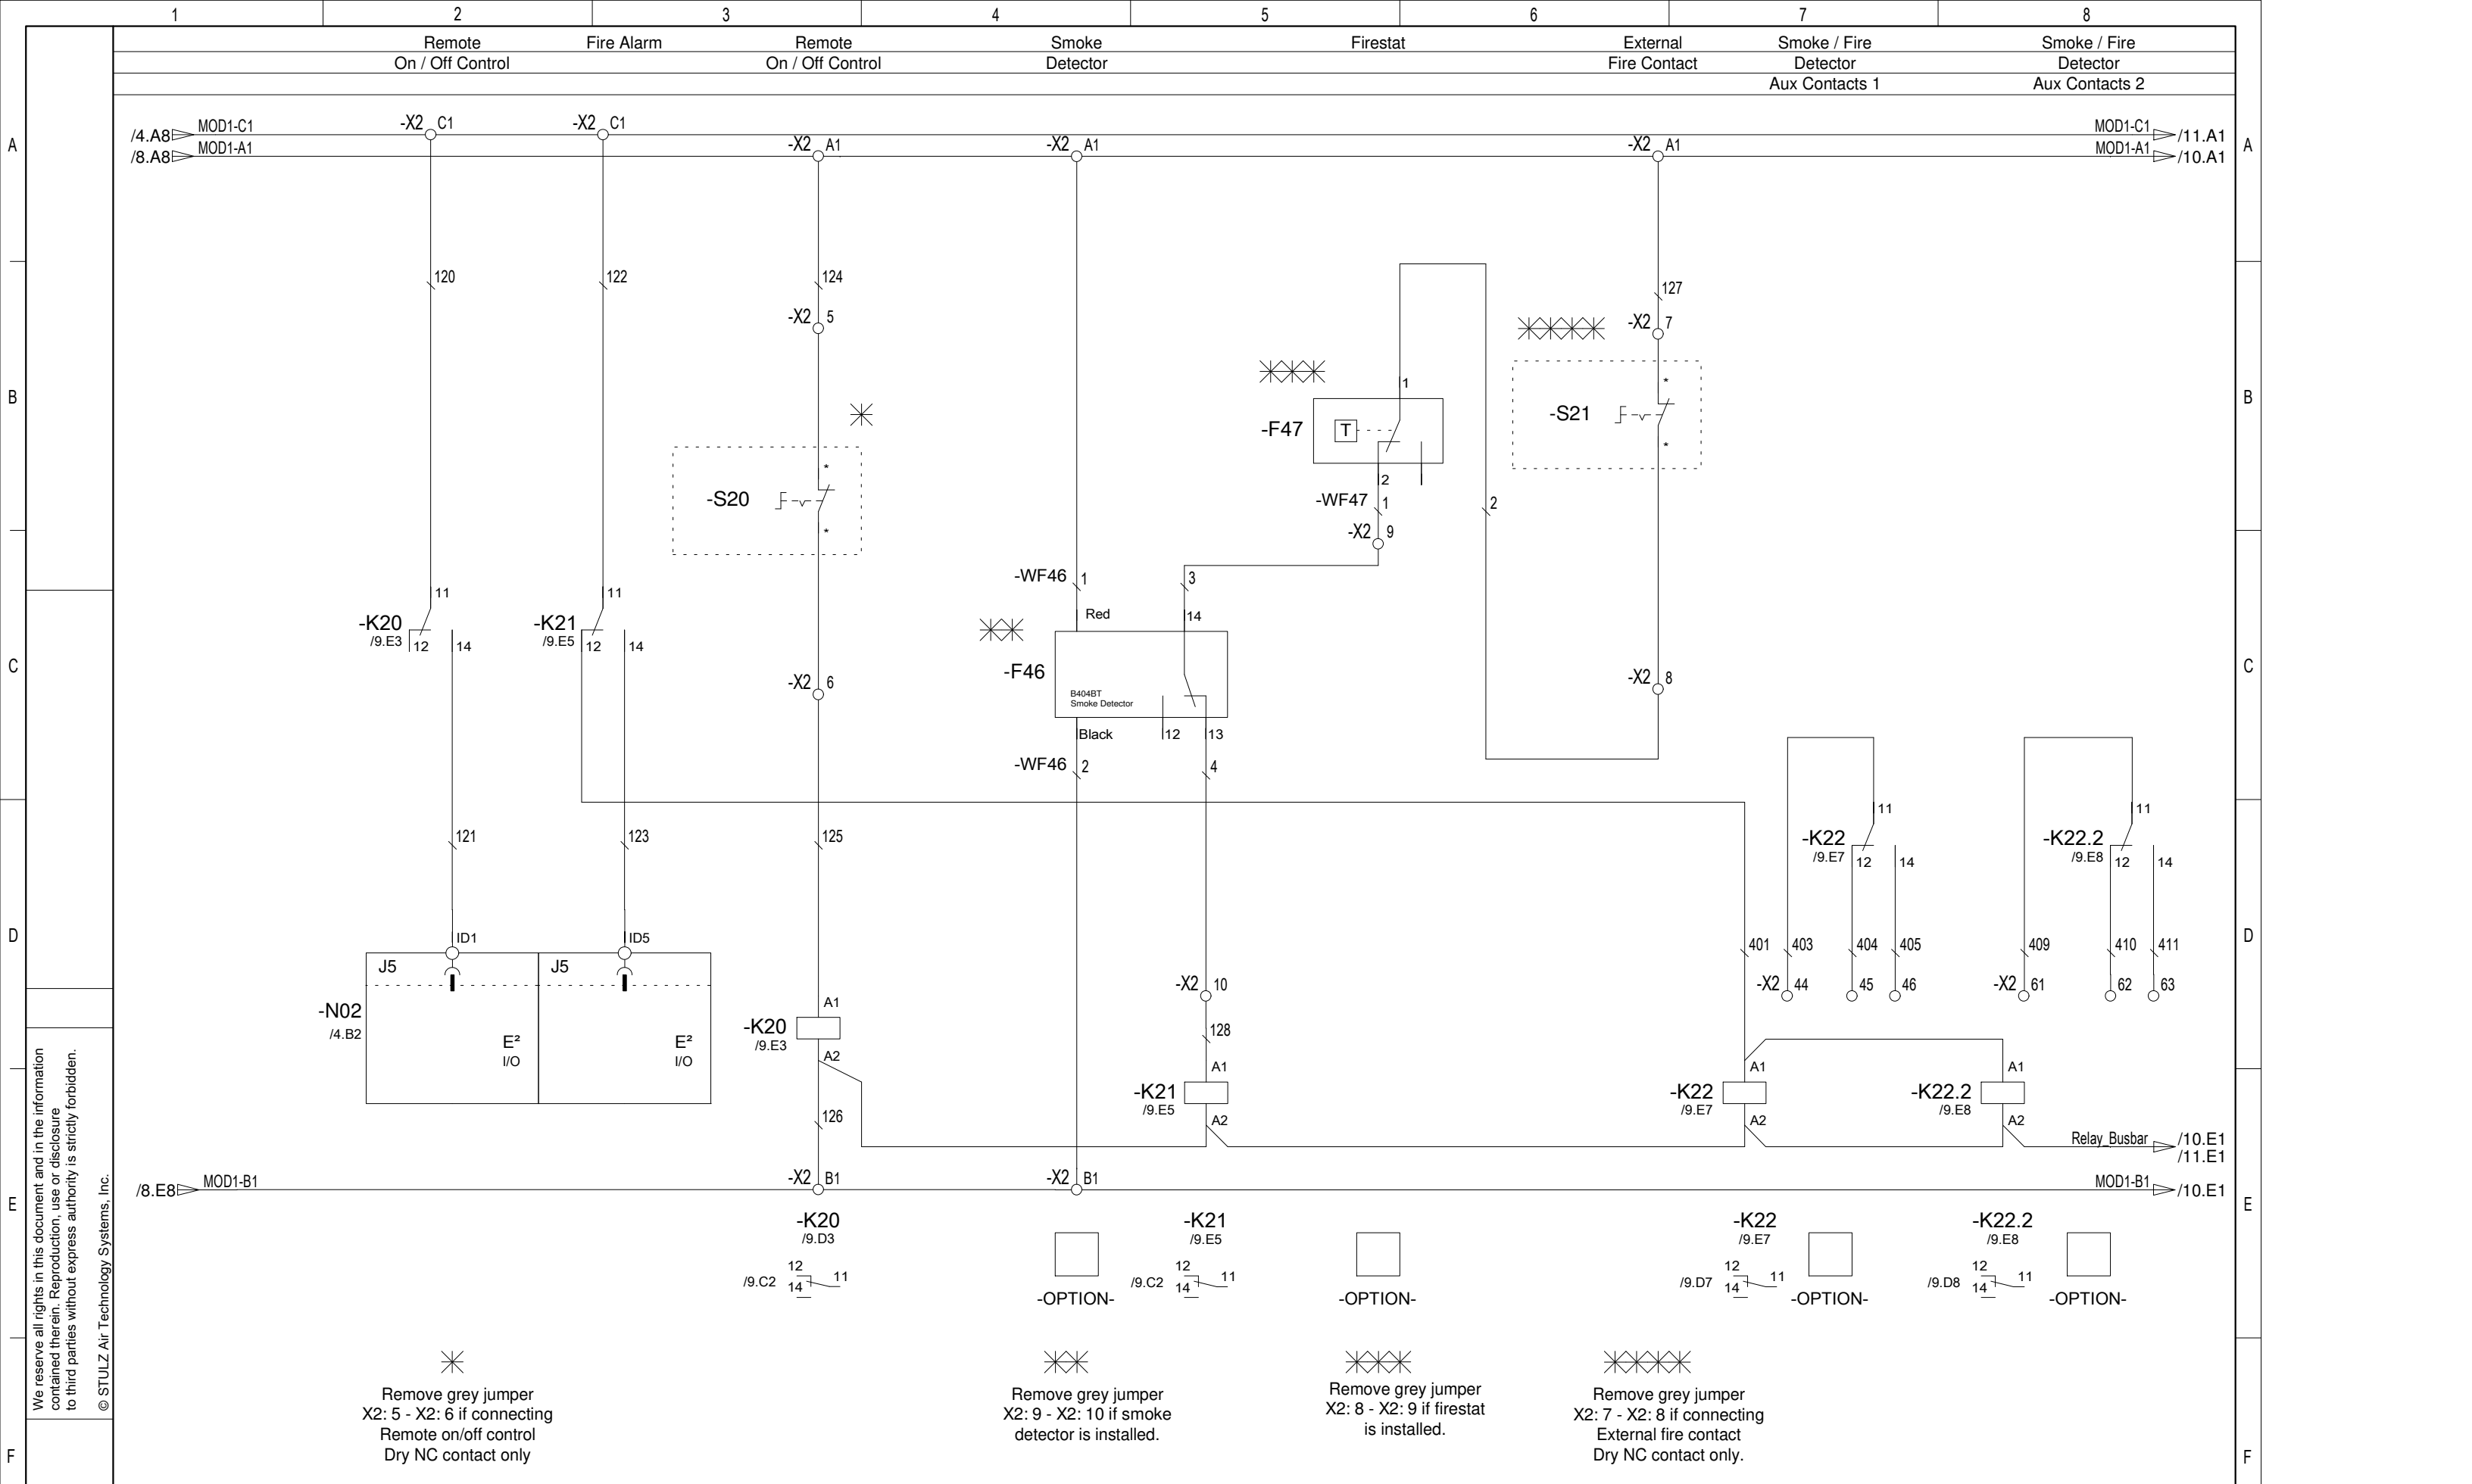 1 2 3 4 5 6 7 8
Remote Fire Alarm Remote Smoke Firestat External Smoke / Fire Smoke / Fire
On / Off Control On / Off Control Detector Fire Contact Detector Detector
Aux Contacts 1 Aux Contacts 2
/4.A8 MOD1-C1 -X2 C1 -X2 C1 MOD1-C1 /11.A1
A A
/8.A8 MOD1-A1 -X2 A1 -X2 A1 -X2 A1 MOD1-A1 /10.A1
120 122 124 127
-X2 5 -X2 7
1
B B
-S21 *
*
-F47 T
*
-S20
*
2
-WF47 1 2
-X2 9
-WF46 1 3
11 11 Red 14
-K20 -K21
/9.E3 12 14 /9.E5 12 14
C C
-F46
-X2 6 -X2 8
B404BT
Smoke Detector
Black 12 13
-WF46 2 4
11 11
121 123 125 -K22 -K22.2
/9.E7 12 14 /9.E8 12 14
D D
ID1 ID5 401 403 404 405 409 410 411
J5 J5
-X2 10 -X2 44 45 46 -X2 61 62 63
-N02 A1
/4.B2 -K20 128
/9.E3
E² E²
I/O I/O
A2 A1 A1 A1
-K21 -K22 -K22.2
/9.E5 /9.E7 /9.E8
126 A2 A2 A2
Relay_Busbar /10.E1
/11.E1
/8.E8 MOD1-B1 -X2 B1 -X2 B1 MOD1-B1 /10.E1
E E
-K20 -K21 -K22 -K22.2
/9.D3 /9.E5 /9.E7 /9.E8
12 12 12 12
/9.C2 14 11 /9.C2 14 11 /9.D7 14 11 /9.D8 14 11
-OPTION- -OPTION- -OPTION- -OPTION-
Remove grey jumper
X2: 5 - X2: 6 if connecting
Remote on/off control
Dry NC contact only
Remove grey jumper
X2: 9 - X2: 10 if smoke
detector is installed.
Remove grey jumper
X2: 8 - X2: 9 if firestat
is installed.
Remove grey jumper
X2: 7 - X2: 8 if connecting
External fire contact
Dry NC contact only.
F F
We reserve all rights in this document and in the information
contained therein. Reproduction, use or disclosure
to third parties without express authority is strictly forbidden.
© STULZ Air Technology Systems, Inc.